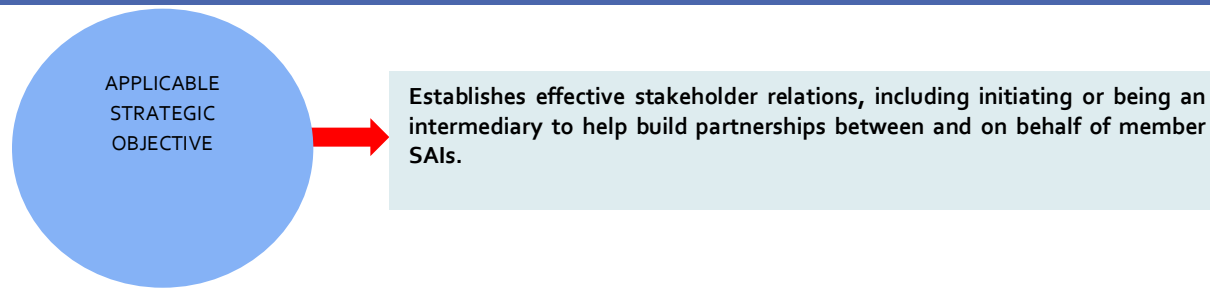 APPLICABLE
STRATEGIC
OBJECTIVE
Establishes effective stakeholder relations, including initiating or being an
intermediary to help build partnerships between and on behalf of member
SAIs.